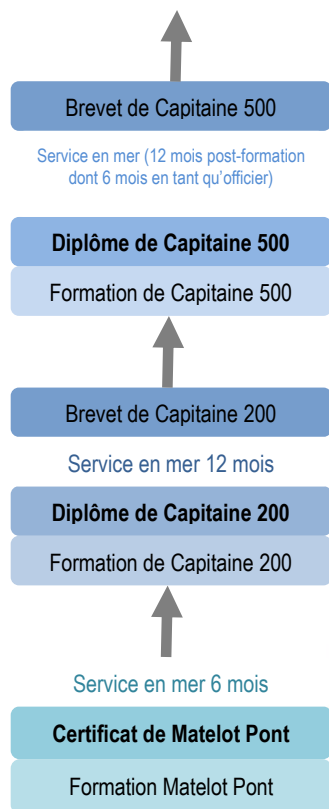 Brevet de Capitaine 500
Service en mer (12 mois post-formation
dont 6 mois en tant qu'officier)
Diplôme de Capitaine 500
Formation de Capitaine 500
Brevet de Capitaine 200
Service en mer 12 mois
Diplôme de Capitaine 200
Formation de Capitaine 200
Service en mer 6 mois
Certificat de Matelot Pont
Formation Matelot Pont